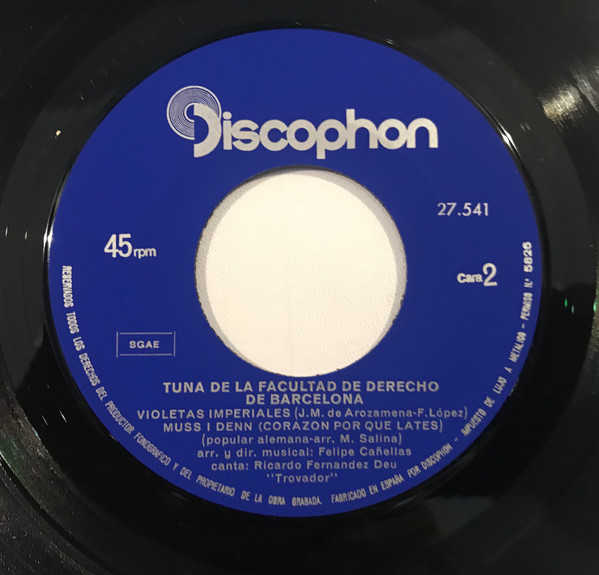 Discophon
27.541
45 rpm
Cara 2
SGAE
TUNA DE LA FACULTAD DE DERECHO
DE BARCELONA
VIOLETAS IMPERIALES (J.M. de Arozamena-F. López)
MUSS I DENN (CORAZON POR QUE LATES)
(popular alemana-arr. M. Salina)
arr. y dir. musical: Felipe Cañellas
canta: Ricardo Fernandez Deu
"Trovador"
RESERVADOS TODOS LOS DERECHOS DEL PRODUCTOR FONOGRAFICO Y DEL PROPIETARIO DE LA OBRA GRABADA. FABRICADO EN ESPAÑA POR DISCOPHON - IMPUESTO DE LUJO A METALICO - PERMISO N.º 5826